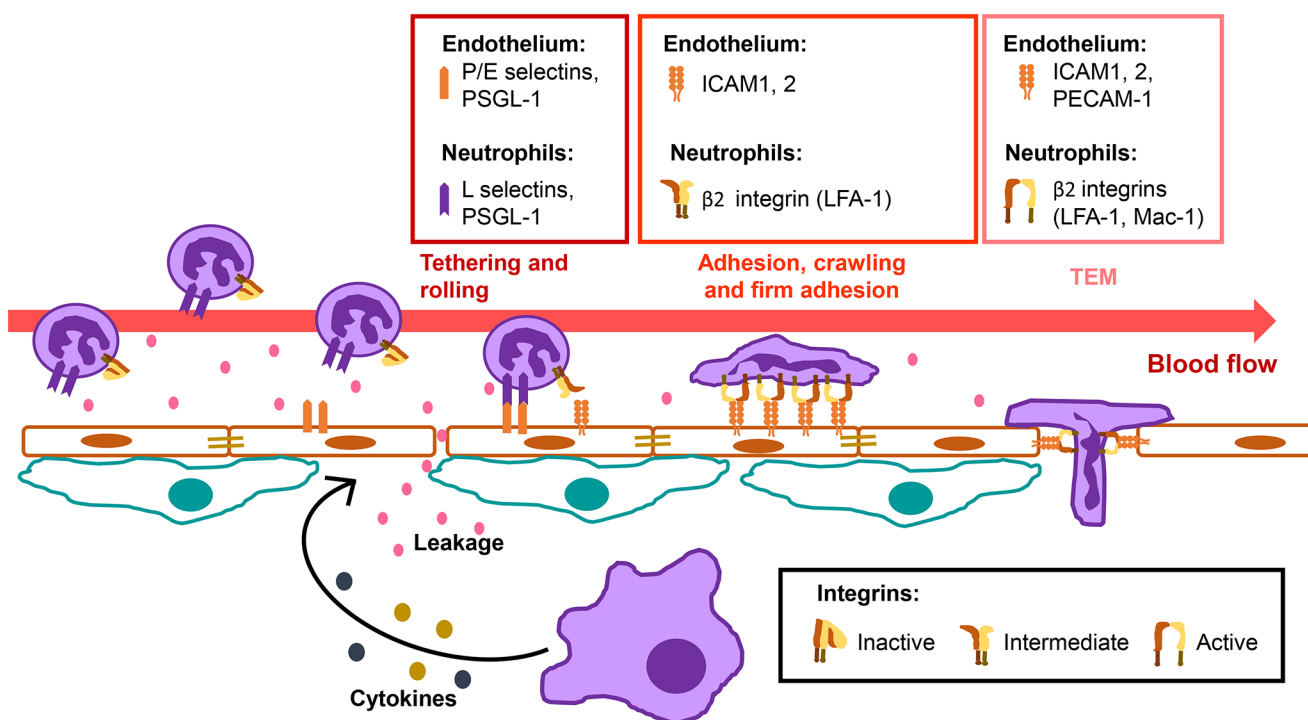 Endothelium:
P/E selectins,
PSGL-1
Neutrophils:
L selectins,
PSGL-1
Endothelium:
ICAM1, 2
Neutrophils:
β2 integrin (LFA-1)
Endothelium:
ICAM1, 2,
PECAM-1
Neutrophils:
β2 integrins
(LFA-1, Mac-1)
Tethering and
rolling
Adhesion, crawling
and firm adhesion
TEM
Blood flow
Leakage
Cytokines
Integrins:
Inactive
Intermediate
Active